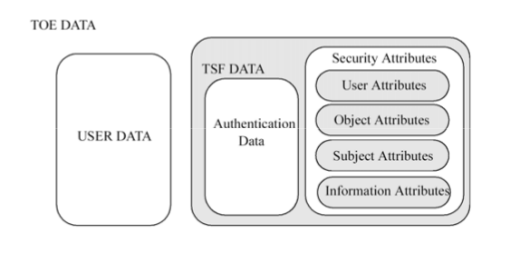 TOE DATA
TSF DATA
Security Attributes
User Attributes
Authentication
Data
Object Attributes
USER DATA
Subject Attributes
Information Attributes